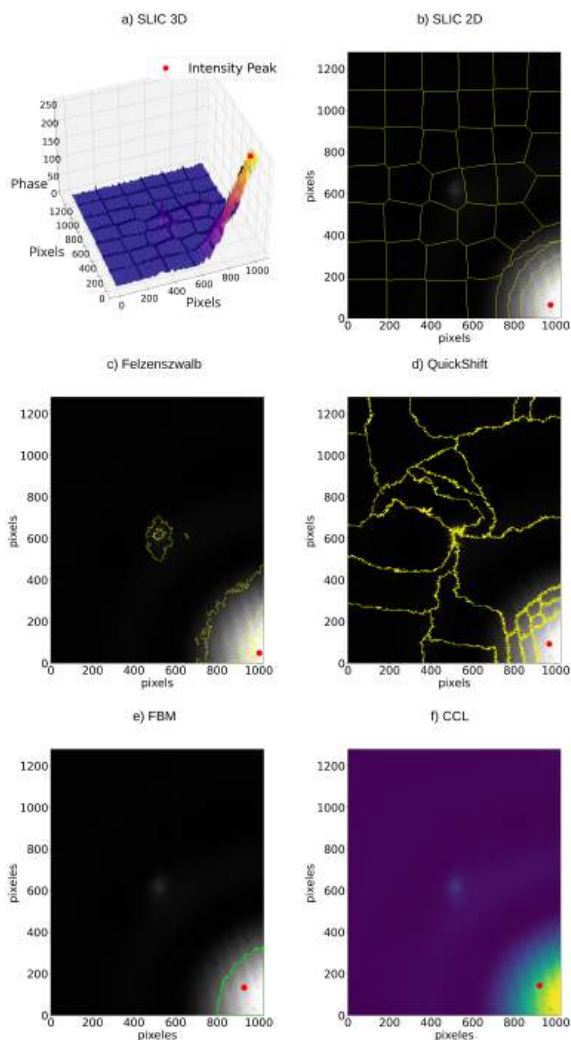 a) SLIC 3D
b) SLIC 2D
Intensity Peak
250
200
150
100
50
0
Phase
1200
1000
800
600
400
200
0
Pixels
0
200
400
600
800
1000
Pixels
1200
1000
800
600
400
200
0
pixels
0 200 400 600 800 1000
pixels
c) Felzenszwalb
d) QuickShift
1200
1000
800
600
400
200
0
pixels
0 200 400 600 800 1000
pixels
1200
1000
800
600
400
200
0
pixels
0 200 400 600 800 1000
pixels
e) FBM
f) CCL
1200
1000
800
600
400
200
0
pixeles
0 200 400 600 800 1000
pixeles
1200
1000
800
600
400
200
0
pixeles
0 200 400 600 800 1000
pixeles